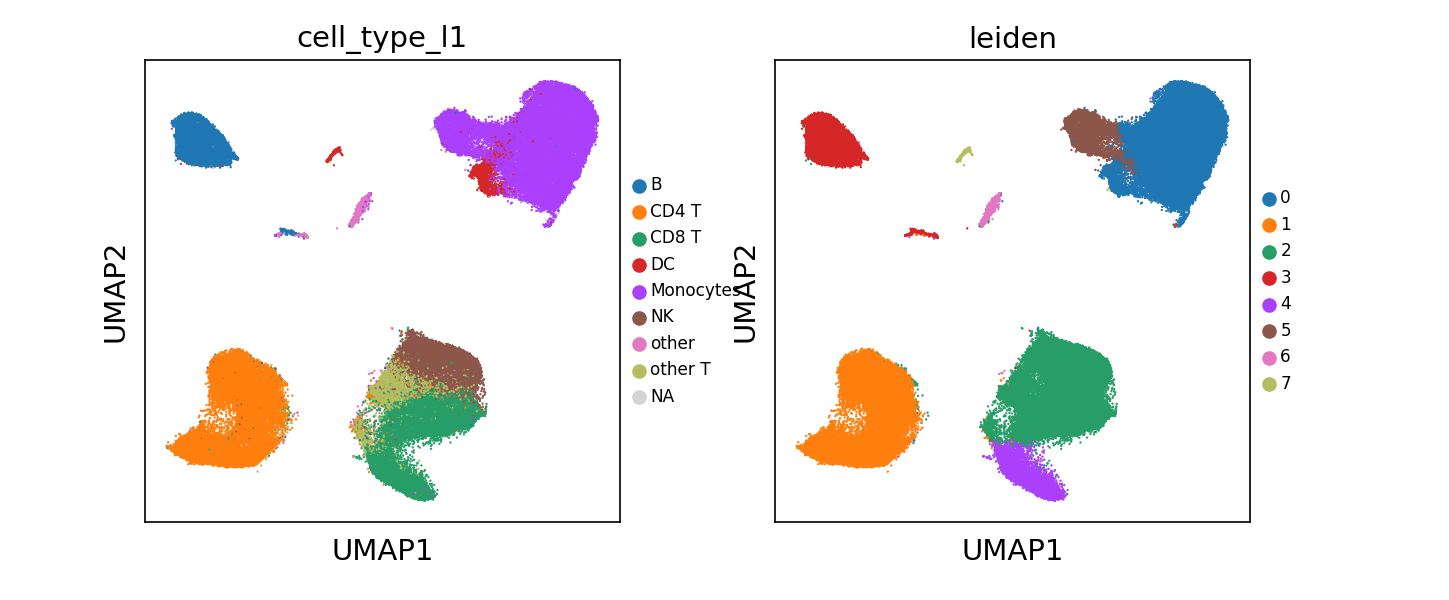 cell_type_l1
UMAP2
UMAP1
B
CD4 T
CD8 T
DC
Monocytes
NK
other
other T
NA
leiden
UMAP2
UMAP1
0
1
2
3
4
5
6
7